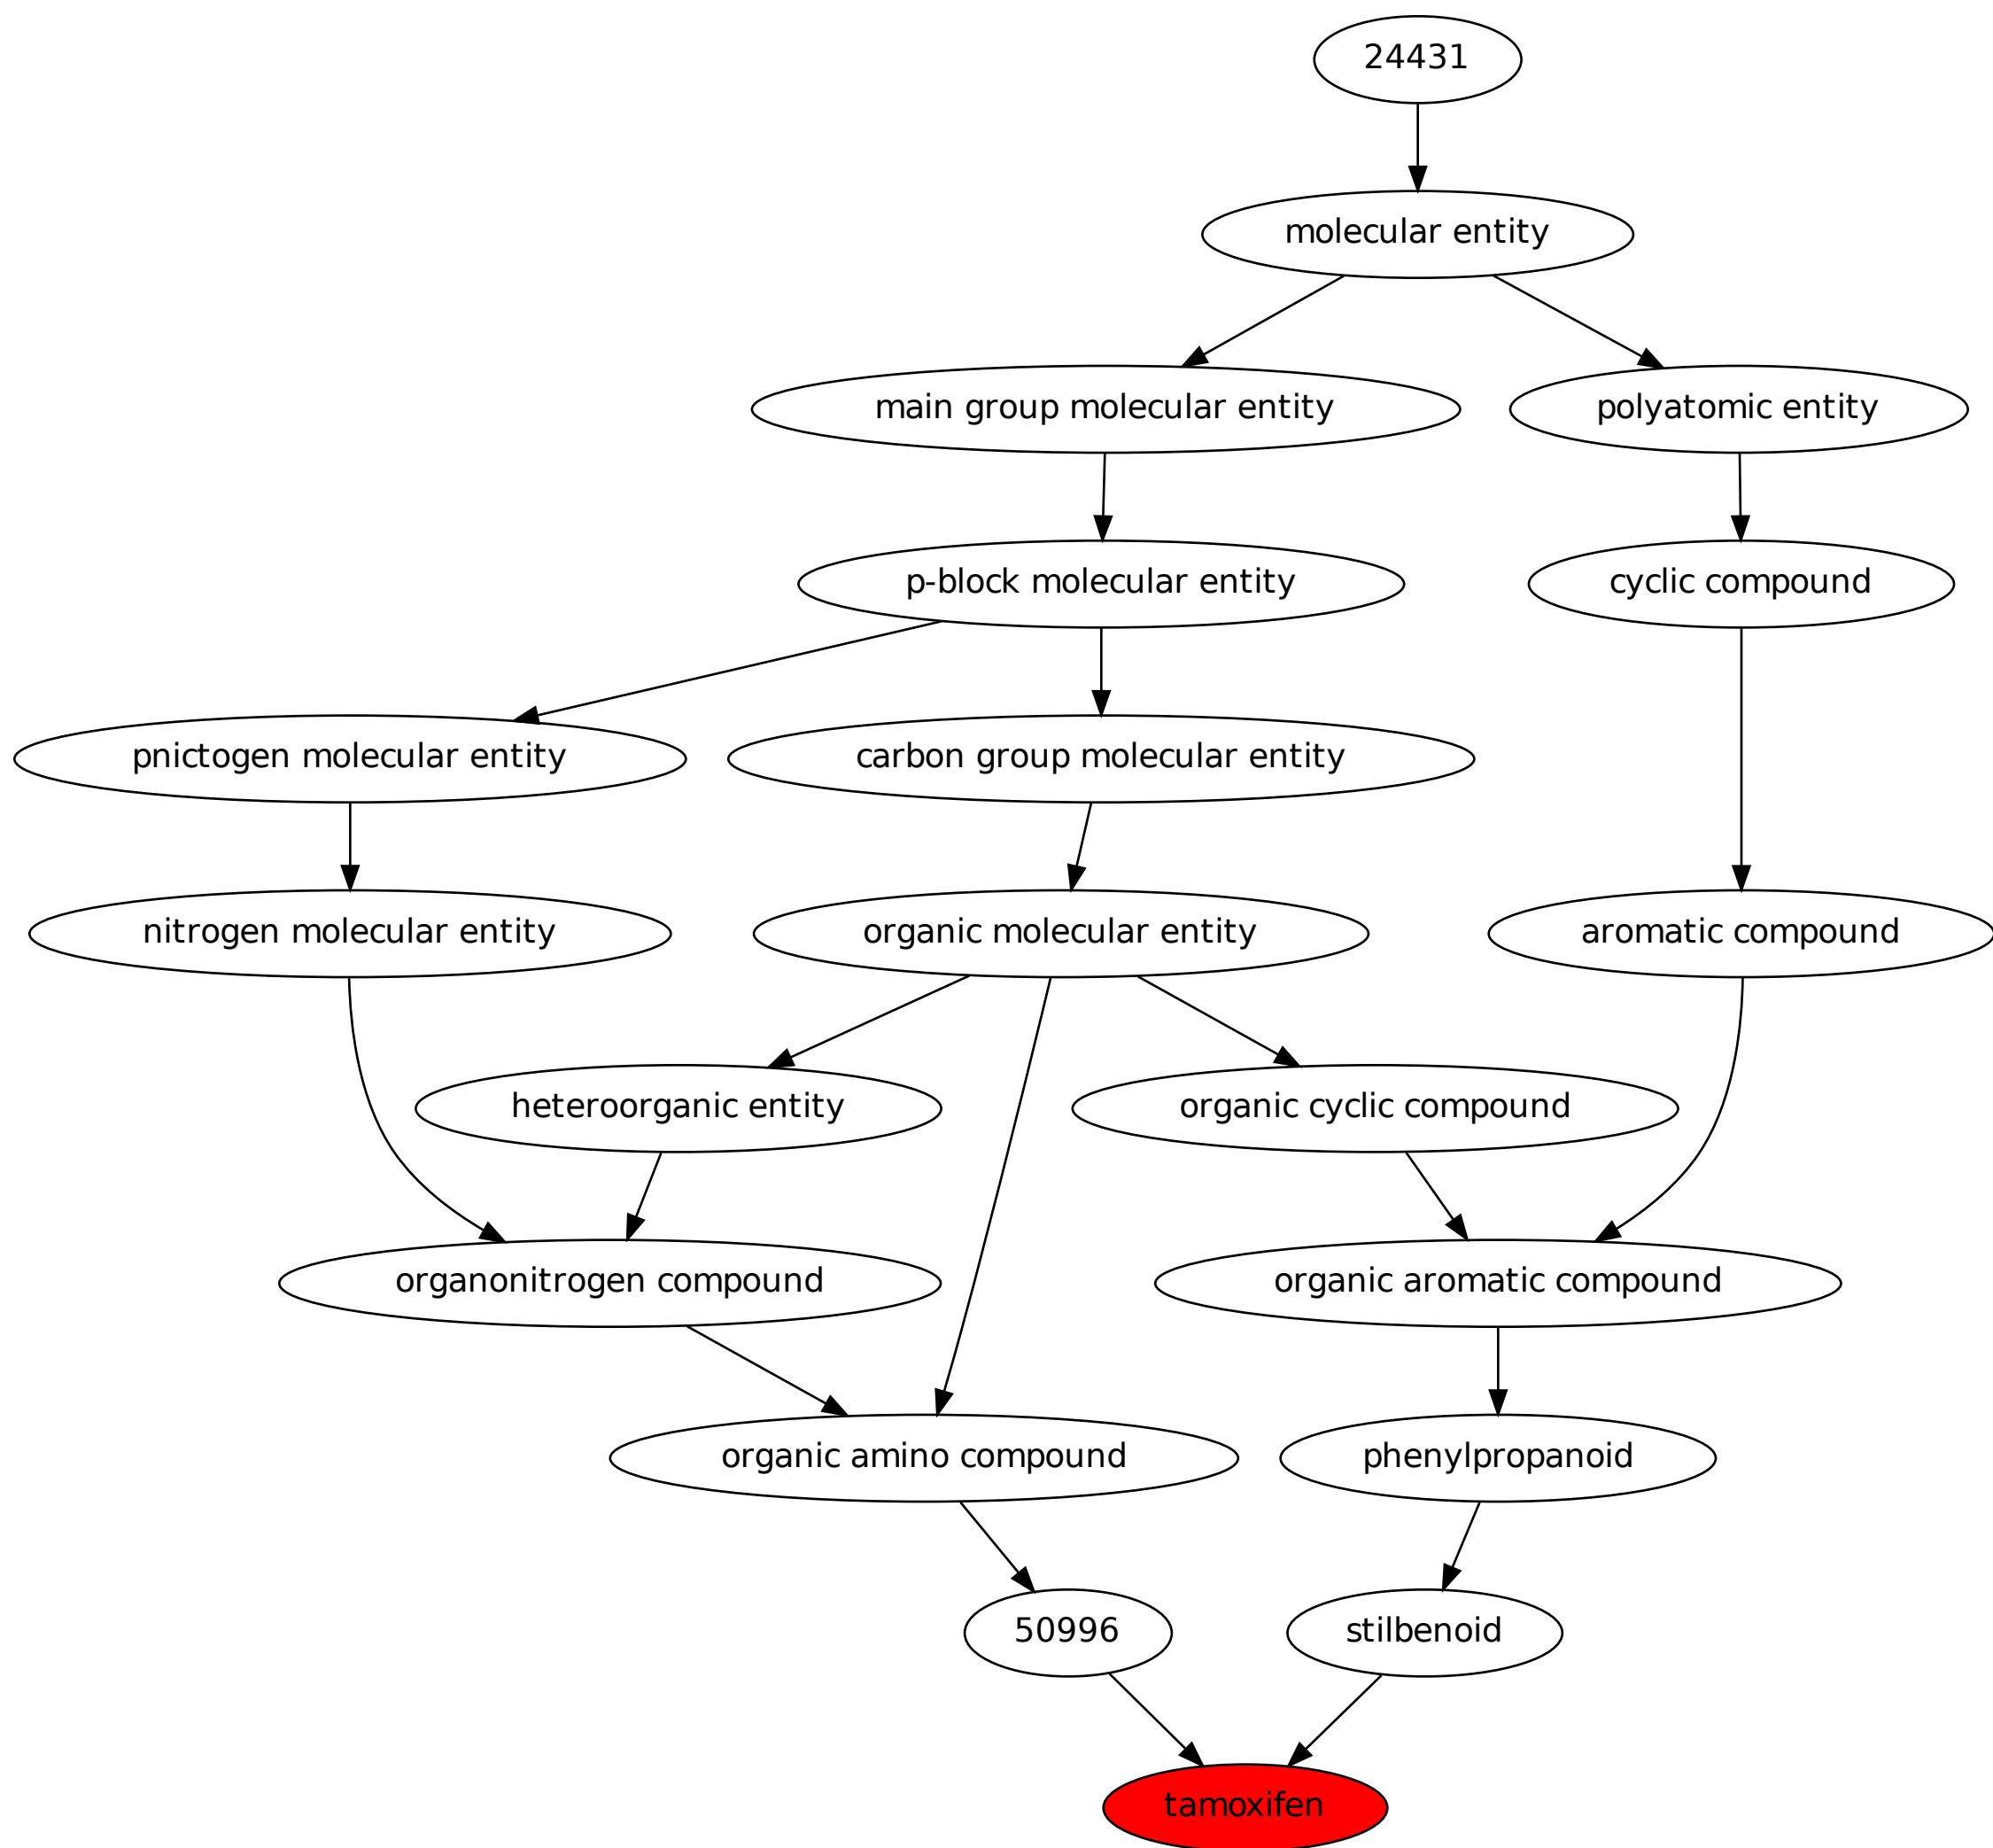 24431
molecular entity
main group molecular entity
polyatomic entity
p-block molecular entity
cyclic compound
pnictogen molecular entity
carbon group molecular entity
nitrogen molecular entity
organic molecular entity
aromatic compound
heteroorganic entity
organic cyclic compound
organonitrogen compound
organic aromatic compound
organic amino compound
phenylpropanoid
50996
stilbenoid
tamoxifen